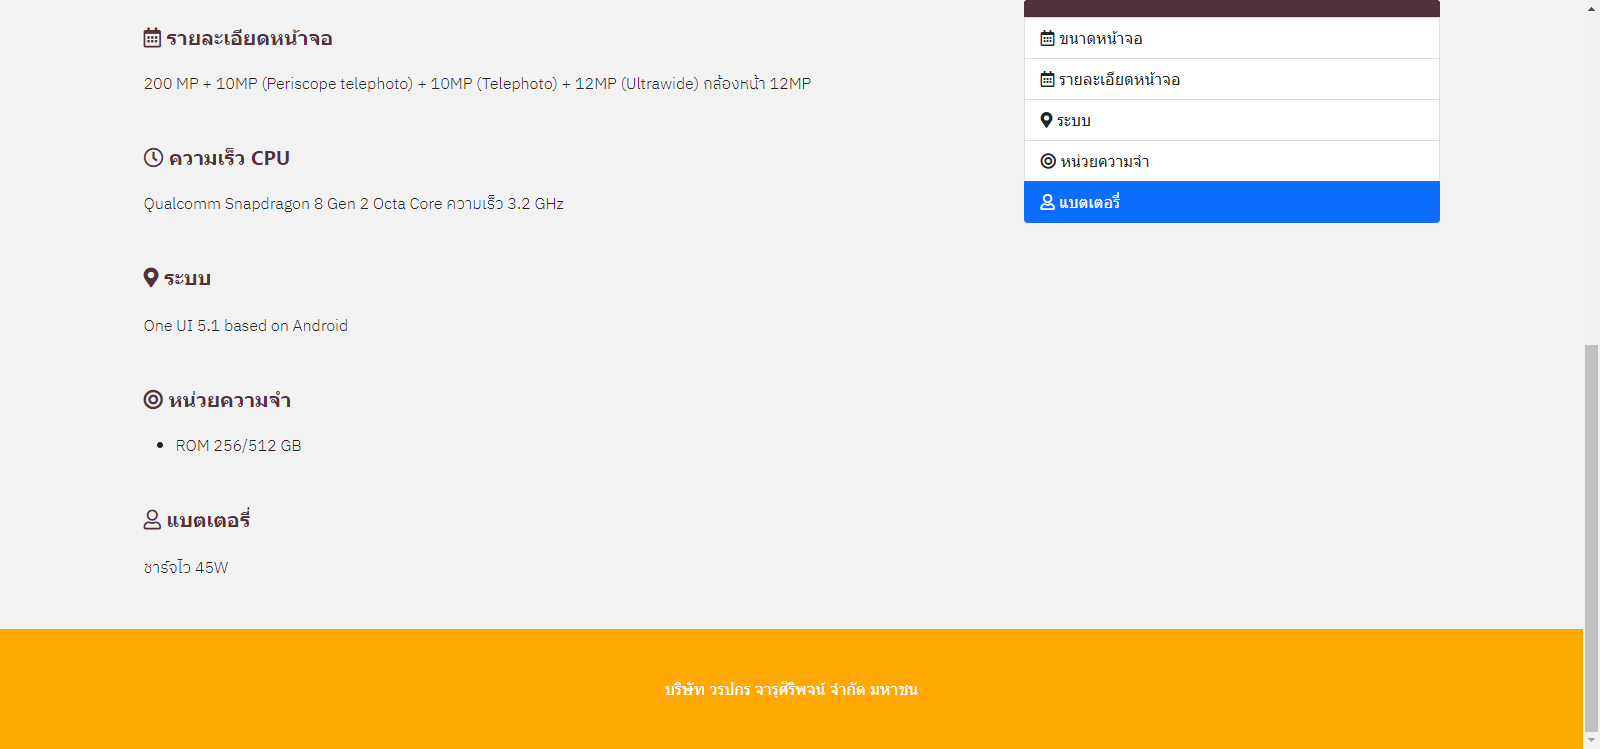 รายละเอียดหน้าจอ
200 MP + 10MP (Periscope telephoto) + 10MP (Telephoto) + 12MP (Ultrawide) กล้องหน้า 12MP
ความเร็ว CPU
Qualcomm Snapdragon 8 Gen 2 Octa Core ความเร็ว 3.2 GHz
ระบบ
One UI 5.1 based on Android
หน่วยความจำ
ROM 256/512 GB
แบตเตอรี่
ชาร์จไว 45W
ขนาดหน้าจอ
รายละเอียดหน้าจอ
ระบบ
หน่วยความจำ
แบตเตอรี่
บริษัท วรปกร จารุศิริพจน์ จำกัด มหาชน